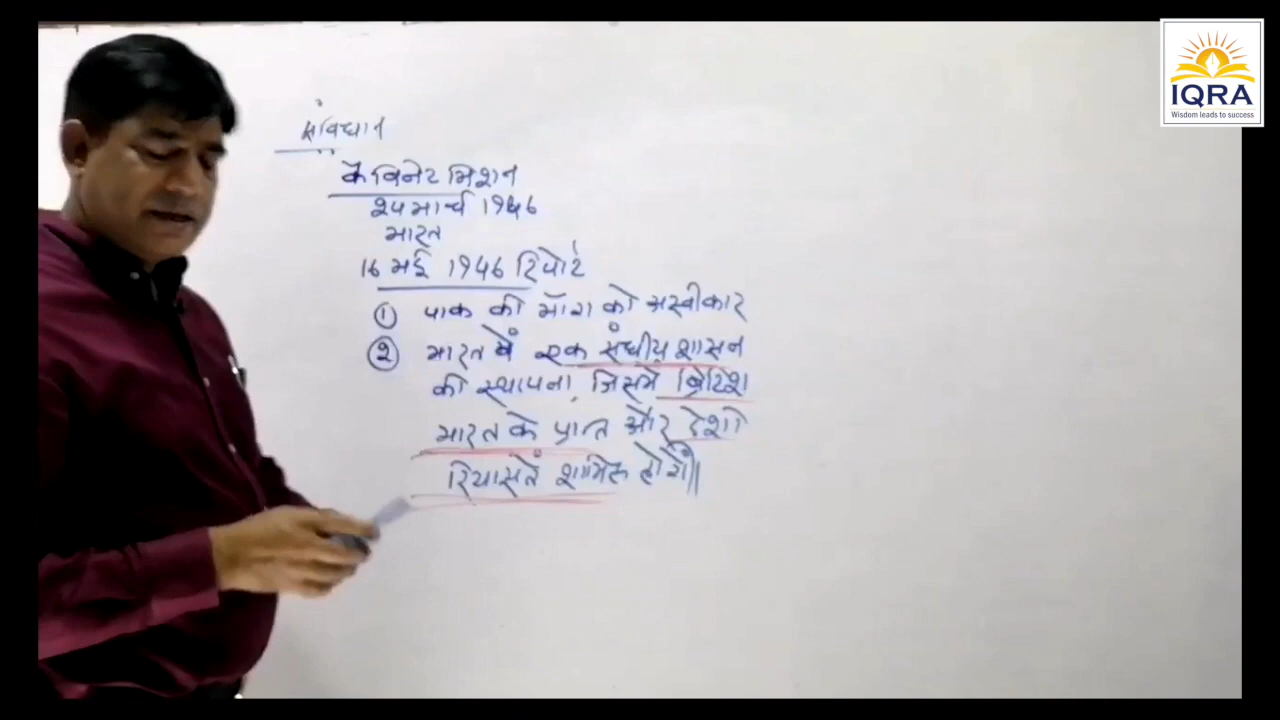 IQRA
Wisdom leads to success
संविधान
कैबिनेट मिशन
२४ मार्च 1946
भारत
16 मई 1946 रिपोर्ट
① पाक की माँग को अस्वीकार
② भारत में एक संघीय शासन
की स्थापना, जिसमें ब्रिटिश
भारत के प्रान्त और देशी
रियासतें शामिल होगी॥